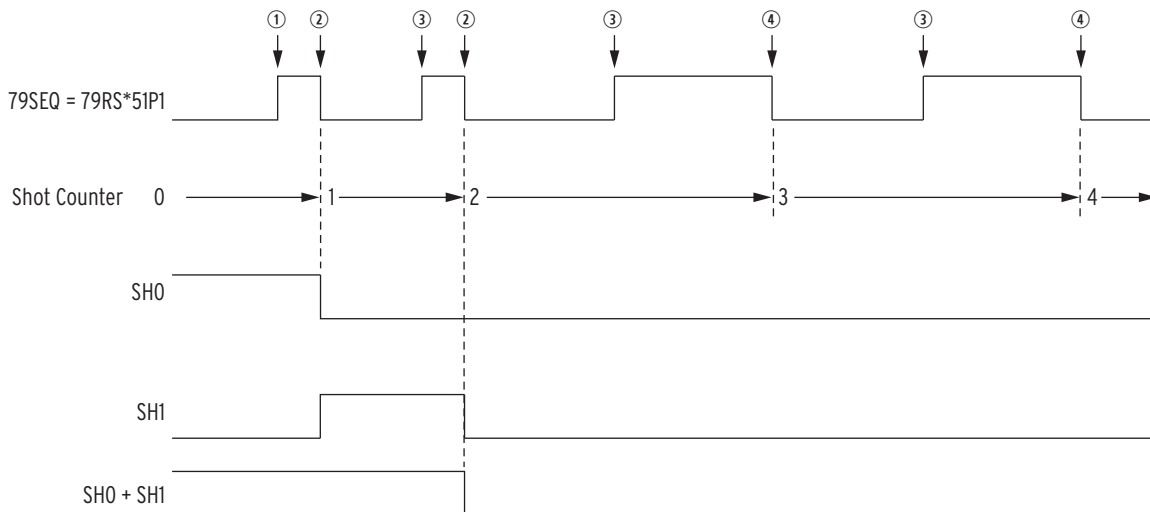 ① ② ③ ② ③ ④ ③ ④
79SEQ = 79RS*51P1
Shot Counter 0 1 2 3 4
SH0
SH1
SH0 + SH1